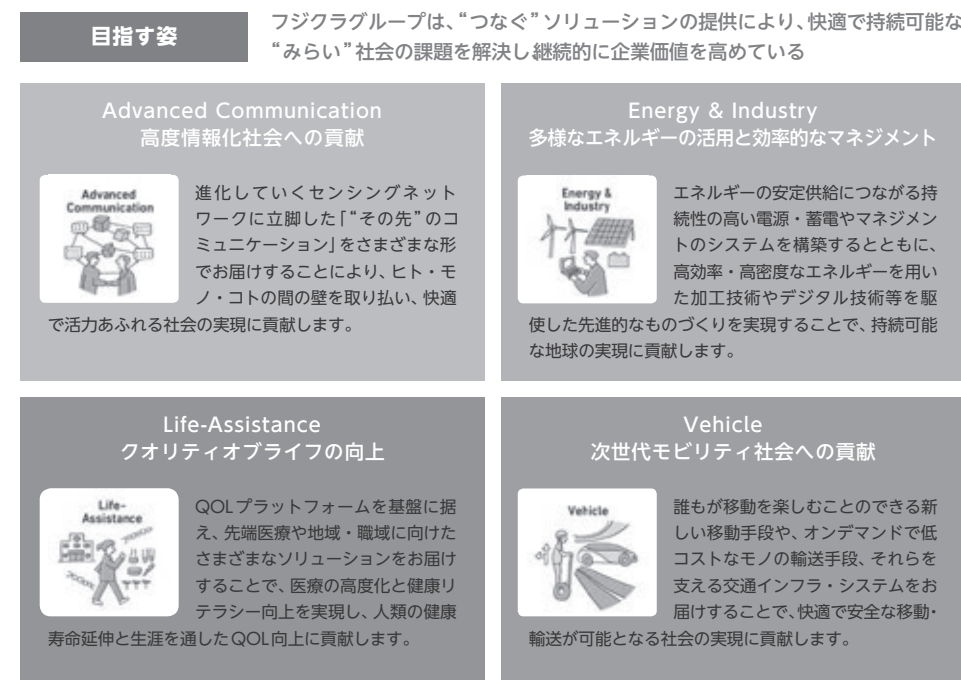 目指す姿
フジクラグループは、“つなぐ”ソリューションの提供により、快適で持続可能な
“みらい”社会の課題を解決し継続的に企業価値を高めている
Advanced Communication
高度情報化社会への貢献
Advanced
Communication
進化していくセンシングネット
ワークに立脚した「“その先”のコ
ミュニケーション」をさまざまな形
でお届けすることにより、ヒト・モ
ノ・コトの間の壁を取り払い、快適
で活力あふれる社会の実現に貢献します。
Energy & Industry
多様なエネルギーの活用と効率的なマネジメント
Energy &
Industry
エネルギーの安定供給につながる持
続性の高い電源・蓄電やマネジメン
トのシステムを構築するとともに、
高効率・高密度なエネルギーを用い
た加工技術やデジタル技術等を駆
使した先進的なものづくりを実現することで、持続可能
な地球の実現に貢献します。
Life-Assistance
クオリティオブライフの向上
Life-
Assistance
QOLプラットフォームを基盤に据
え、先端医療や地域・職域に向けた
さまざまなソリューションをお届け
することで、医療の高度化と健康リ
テラシー向上を実現し、人類の健康
寿命延伸と生涯を通したQOL向上に貢献します。
Vehicle
次世代モビリティ社会への貢献
Vehicle
誰もが移動を楽しむことのできる新
しい移動手段や、オンデマンドで低
コストなモノの輸送手段、それらを
支える交通インフラ・システムをお
届けすることで、快適で安全な移動・
輸送が可能となる社会の実現に貢献します。